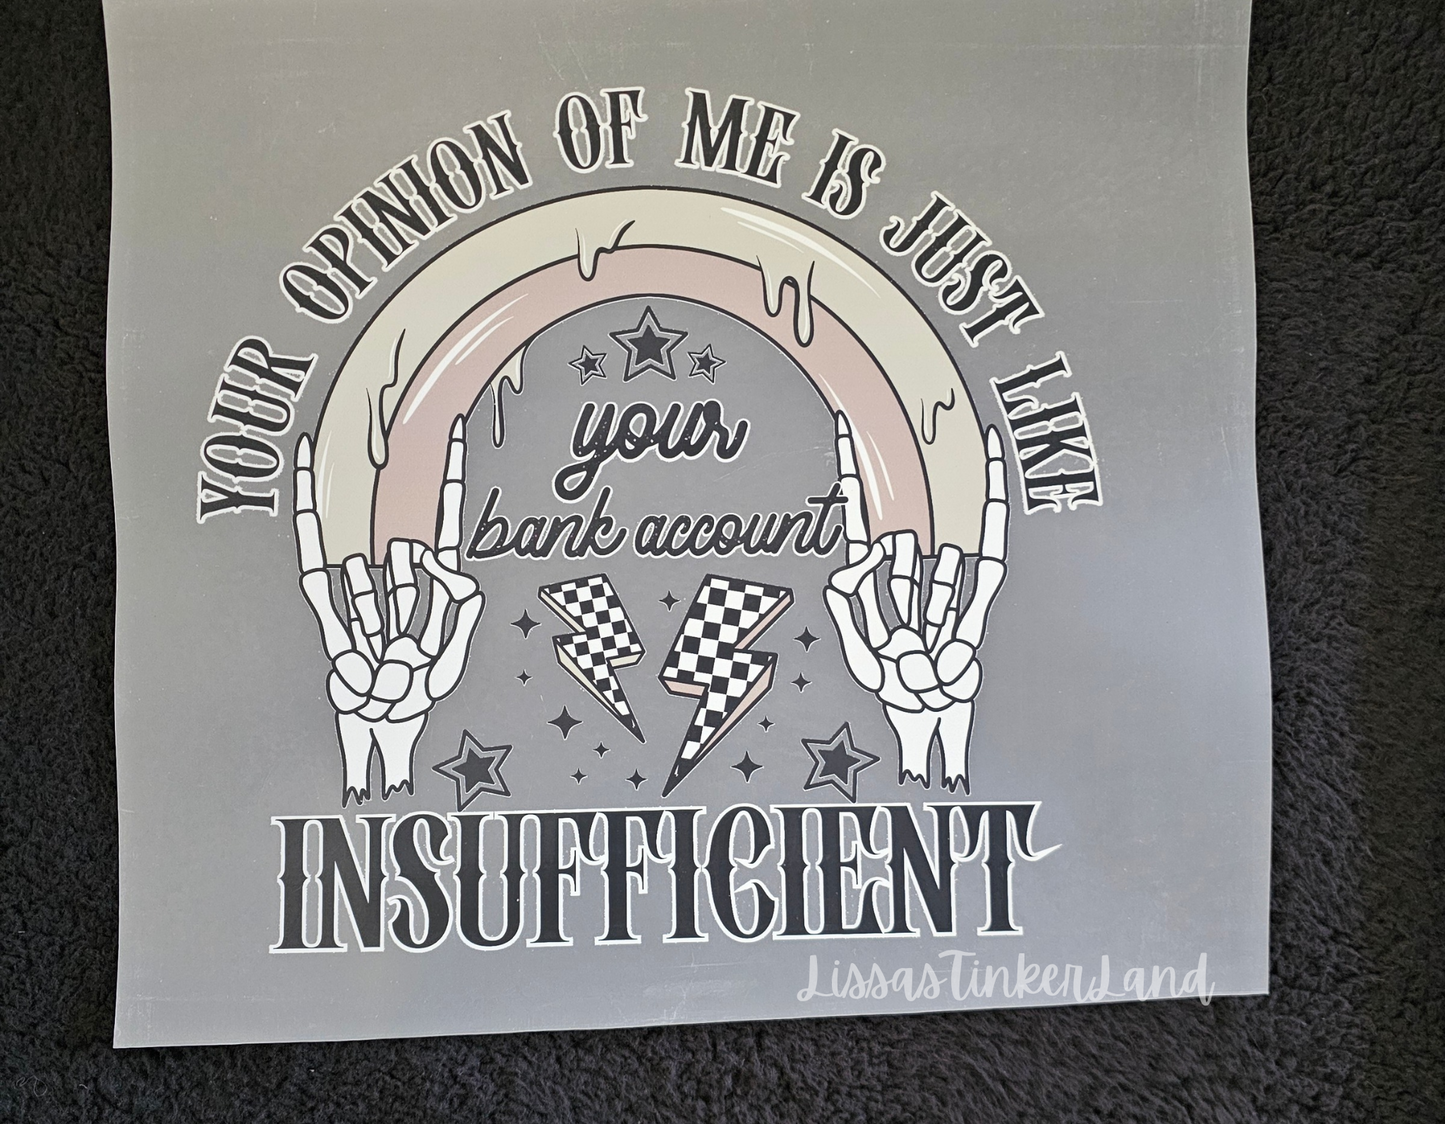 YOUR OPINION OF ME IS JUST LIKE
your
bank account
INSUFFICIENT
LissasTinkerLand